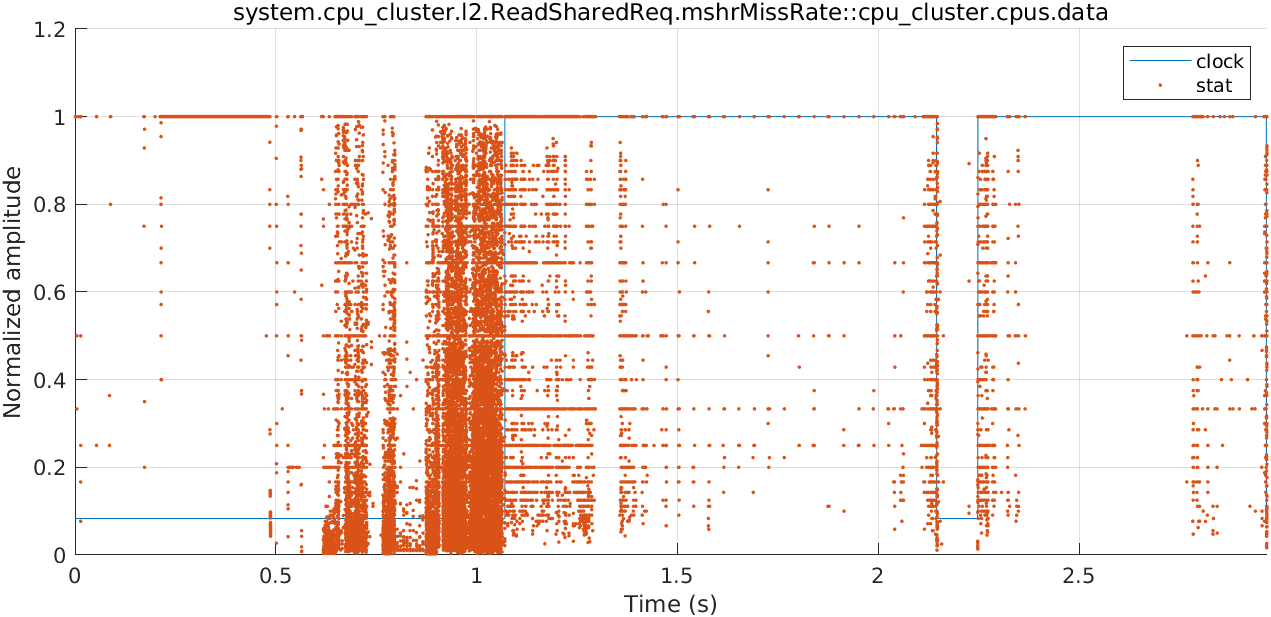 system.cpu_cluster.l2.ReadSharedReq.mshrMissRate::cpu_cluster.cpus.data
1.2
clock
stat
1
0.8
0.6
0.4
0.2
0
Normalized amplitude
0
0.5
1
1.5
2
2.5
Time (s)